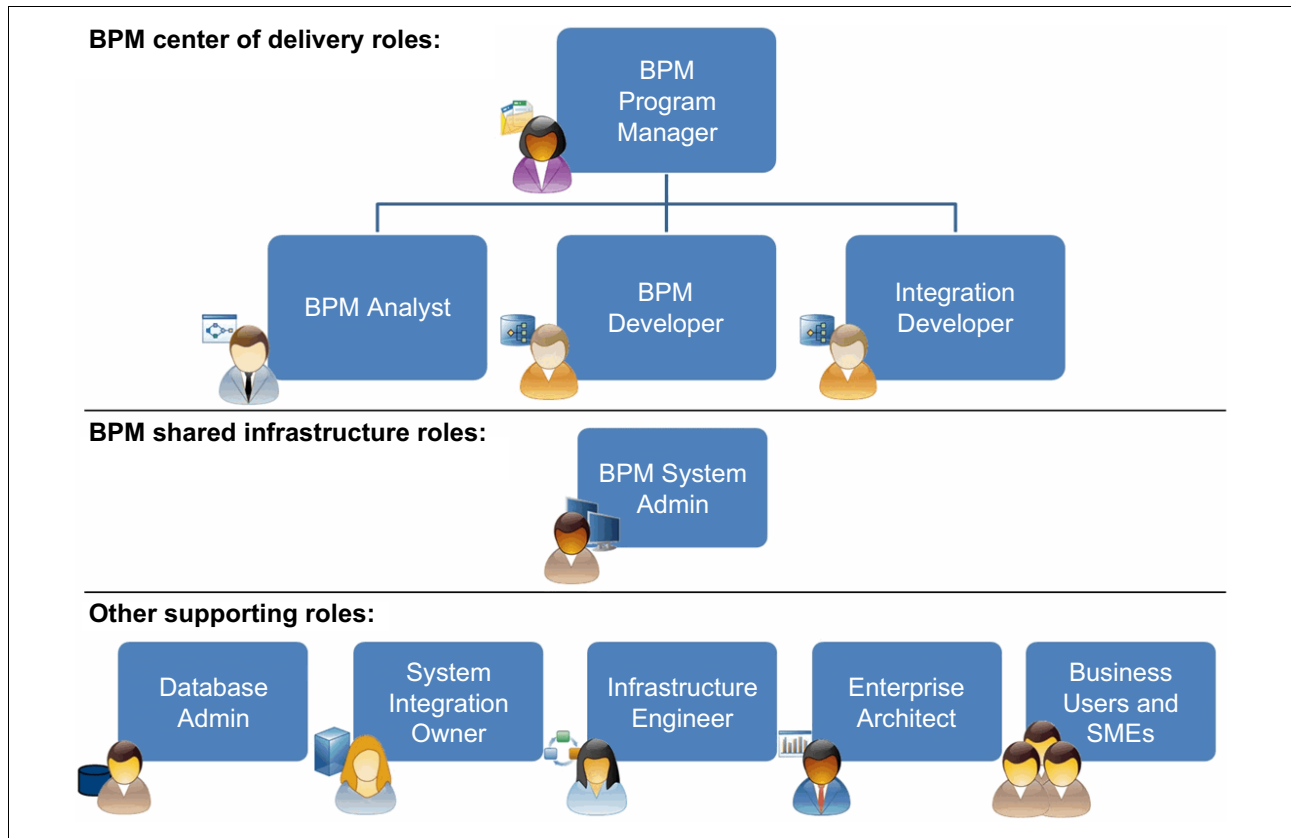 BPM center of delivery roles:
BPM
Program
Manager
BPM Analyst
BPM
Developer
Integration
Developer
BPM shared infrastructure roles:
BPM System
Admin
Other supporting roles:
Database
Admin
System
Integration
Owner
Infrastructure
Engineer
Enterprise
Architect
Business
Users and
SMEs